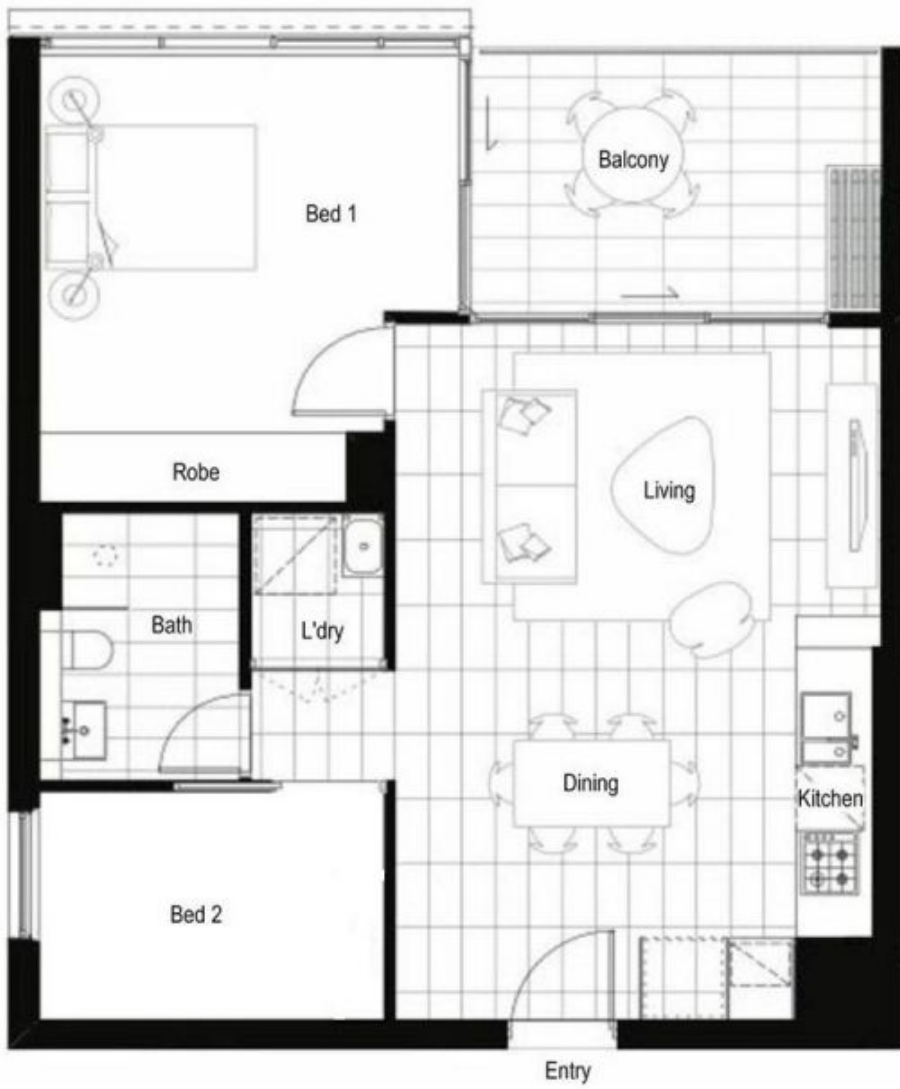 Balcony
Bed 1
Robe
Living
Bath
L'dry
Dining
Kitchen
Bed 2
Entry